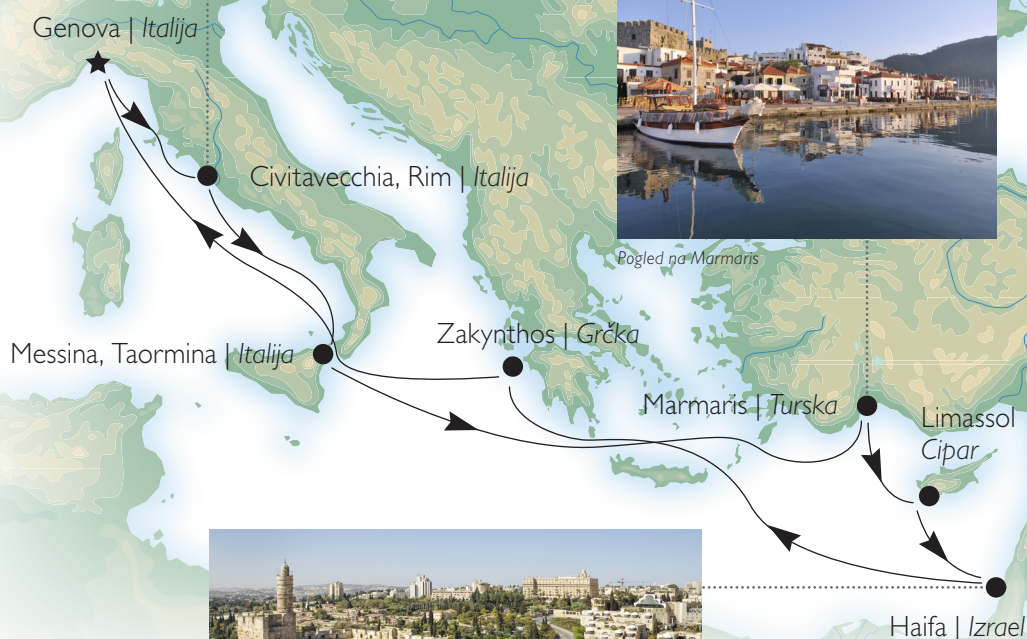 Genova | Italija
Civitavecchia, Rim | Italija
Pogled na Marmaris
Zakynthos | Grčka
Messina, Taormina | Italija
Marmaris | Turska
Limassol
Cipar
Haifa | Izrael